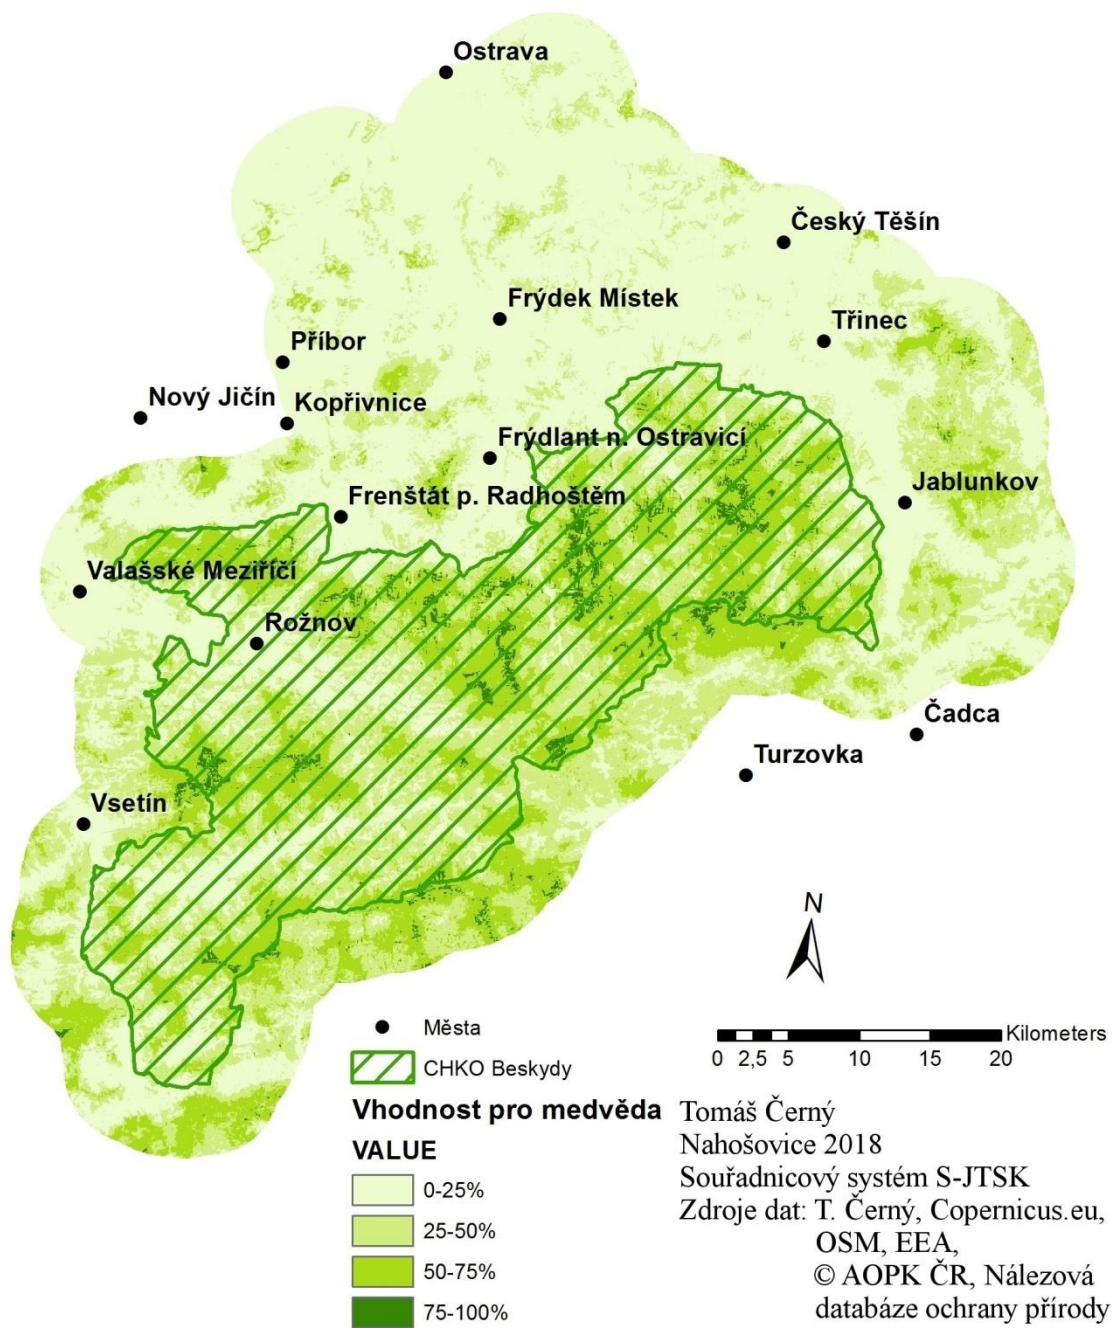 Ostrava
Český Těšín
Frýdek Místek
Třinec
Příbor
Nový Jičín
Kopřivnice
Frýdlant n. Ostravicí
Frenštát p. Radhoštěm
Jablunkov
Valašské Meziříčí
Rožnov
Čadca
Turzovka
Vsetín
N
Města
CHKO Beskydy
Vhodnost pro medvěda
VALUE
0-25%
25-50%
50-75%
75-100%
Kilometers
0 2,5 5 10 15 20
Tomáš Černý
Nahošovice 2018
Souřadnicový systém S-JTSK
Zdroje dat: T. Černý, Copernicus.eu,
OSM, EEA,
© AOPK ČR, Nálezová
databáze ochrany přírody